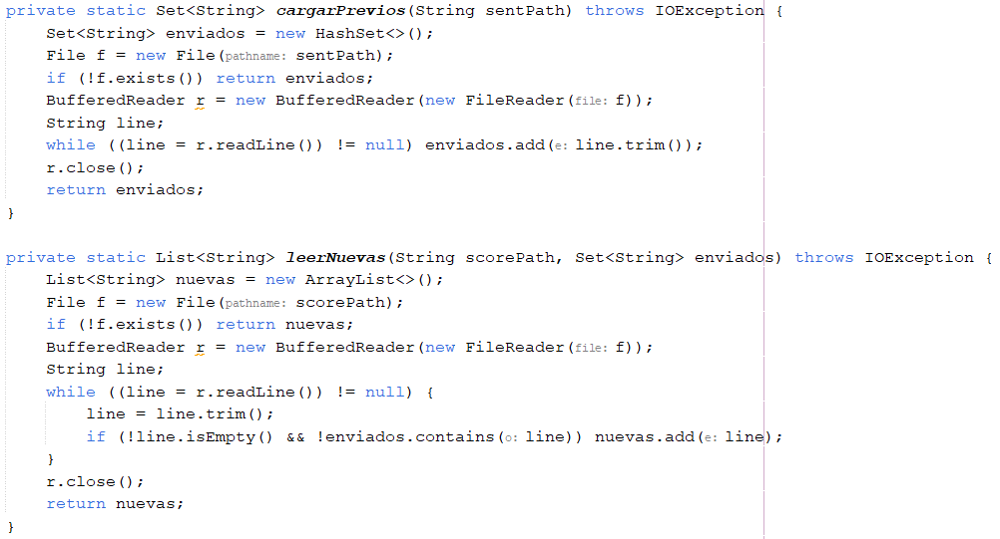 private static Set<String> cargarPrevios(String sentPath) throws IOException {
    Set<String> enviados = new HashSet<>();
    File f = new File(pathname: sentPath);
    if (!f.exists()) return enviados;
    BufferedReader r = new BufferedReader(new FileReader(file: f));
    String line;
    while ((line = r.readLine()) != null) enviados.add(e: line.trim());
    r.close();
    return enviados;
}

private static List<String> leerNuevas(String scorePath, Set<String> enviados) throws IOException {
    List<String> nuevas = new ArrayList<>();
    File f = new File(pathname: scorePath);
    if (!f.exists()) return nuevas;
    BufferedReader r = new BufferedReader(new FileReader(file: f));
    String line;
    while ((line = r.readLine()) != null) {
        line = line.trim();
        if (!line.isEmpty() && !enviados.contains(o: line)) nuevas.add(e: line);
    }
    r.close();
    return nuevas;
}